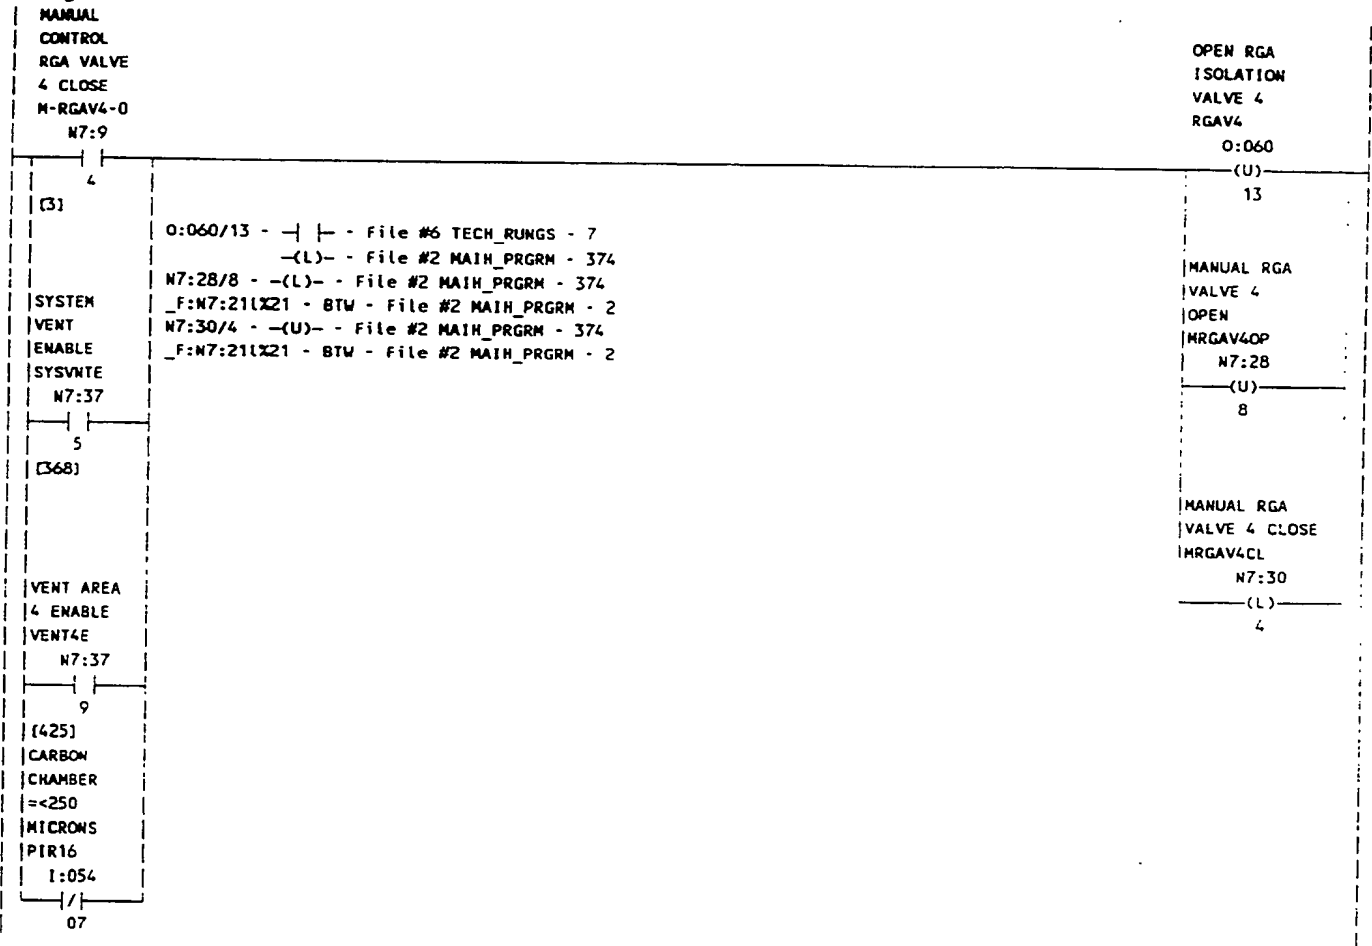 MANUAL
CONTROL
RGA VALVE
4 CLOSE
M-RGAV4-0
N7:9
4
[3]
OPEN RGA
ISOLATION
VALVE 4
RGAV4
O:060
(U)
13
O:060/13 - ─┤ ├─ - File #6 TECH_RUNGS - 7
─(L)─ - File #2 MAIN_PRGRM - 374
N7:28/8 - ─(L)─ - File #2 MAIN_PRGRM - 374
_F:N7:21[%21 - BTW - File #2 MAIN_PRGRM - 2
N7:30/4 - ─(U)─ - File #2 MAIN_PRGRM - 374
_F:N7:21[%21 - BTW - File #2 MAIN_PRGRM - 2
SYSTEM
VENT
ENABLE
SYSVNTE
N7:37
5
[368]
MANUAL RGA
VALVE 4
OPEN
MRGAV4OP
N7:28
(U)
8
MANUAL RGA
VALVE 4 CLOSE
MRGAV4CL
N7:30
(L)
4
VENT AREA
4 ENABLE
VENT4E
N7:37
9
[425]
CARBON
CHAMBER
=<250
MICRONS
PIR16
I:054
/
07